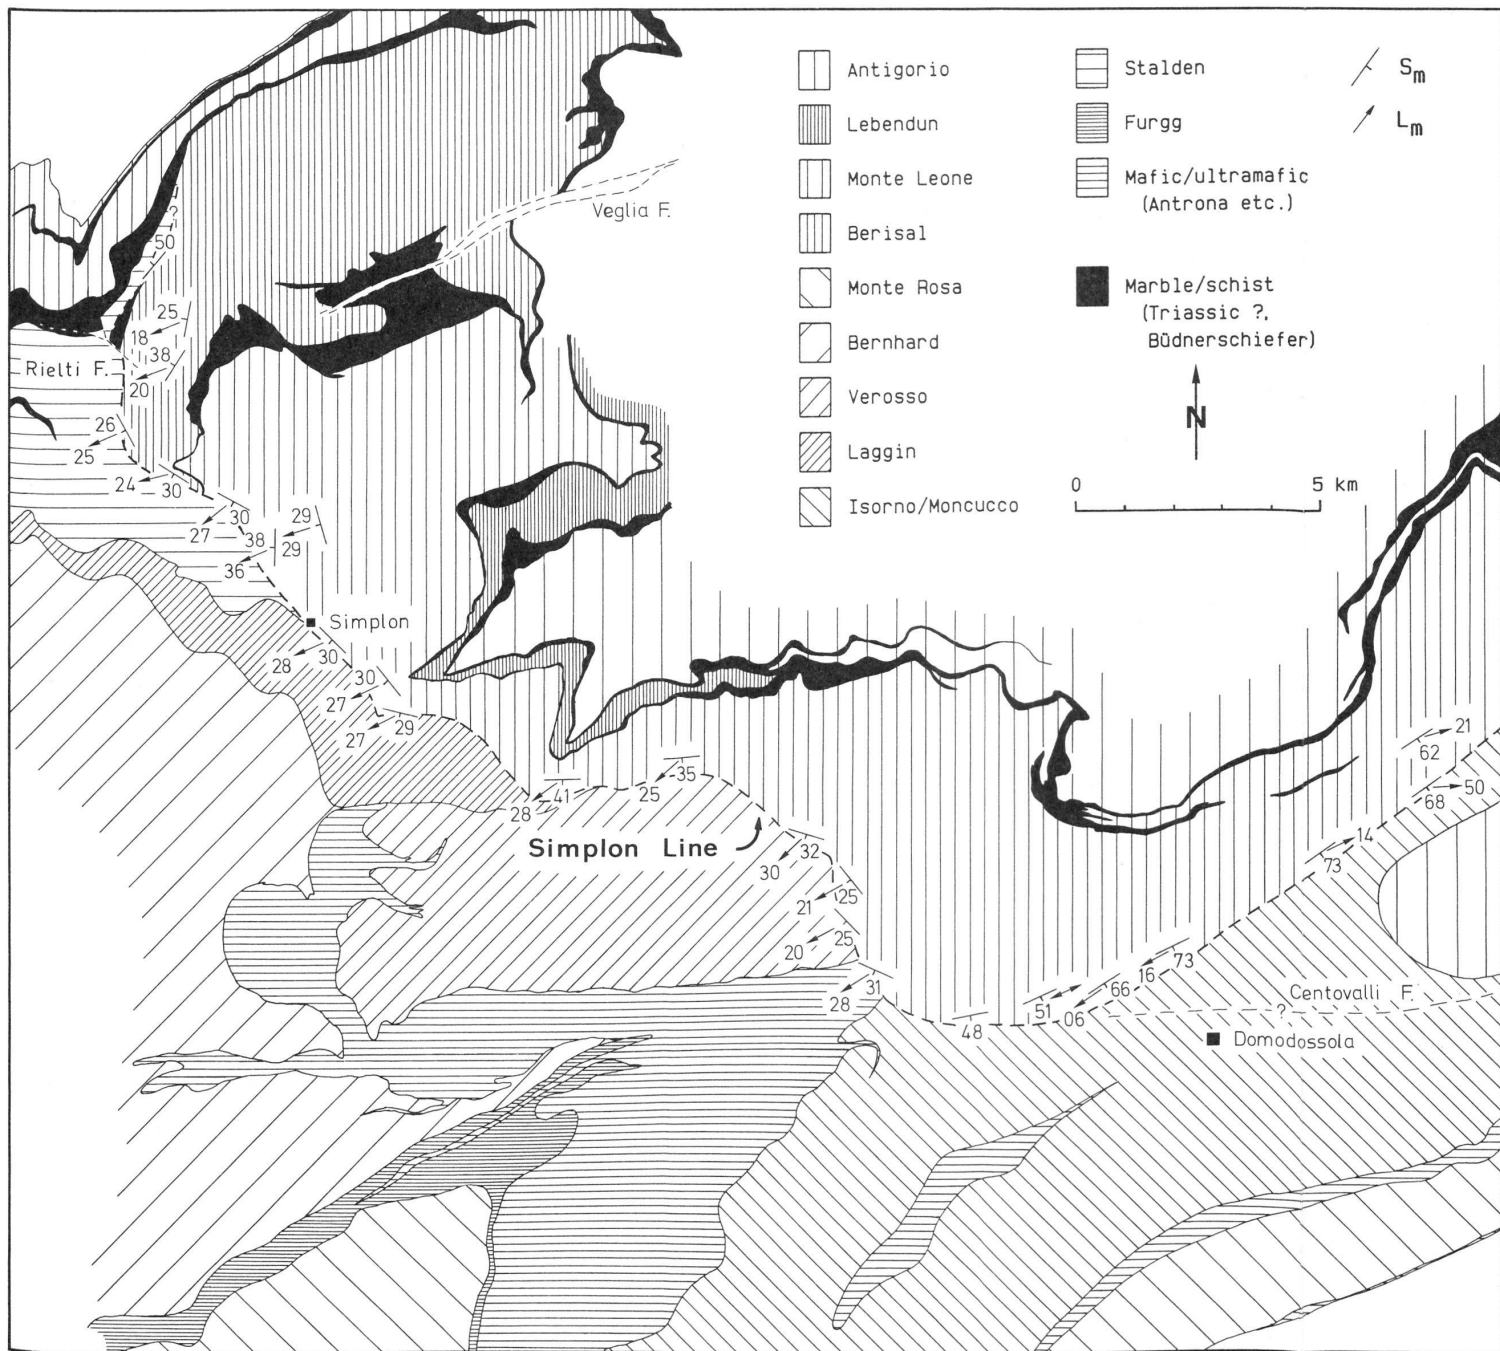 Antigorio
Lebendun
Monte Leone
Berisal
Monte Rosa
Bernhard
Verosso
Laggin
Isorno/Moncucco
Stalden
Furgg
Mafic/ultramafic
(Antrona etc.)
Marble/schist
(Triassic ?,
Büdnerschiefer)
Sm
Lm
N
0 5 km
Veglia F.
?
50
25
18
38
Rielti F.
20
26
25
24
30
30
29
27
38
29
36
Simplon
30
28
30
27
29
27
35
41
25
28
Simplon Line
32
30
25
21
25
20
31
28
48
51
06
66
16
73
73
14
68
50
62
21
Centovalli F.
?
Domodossola